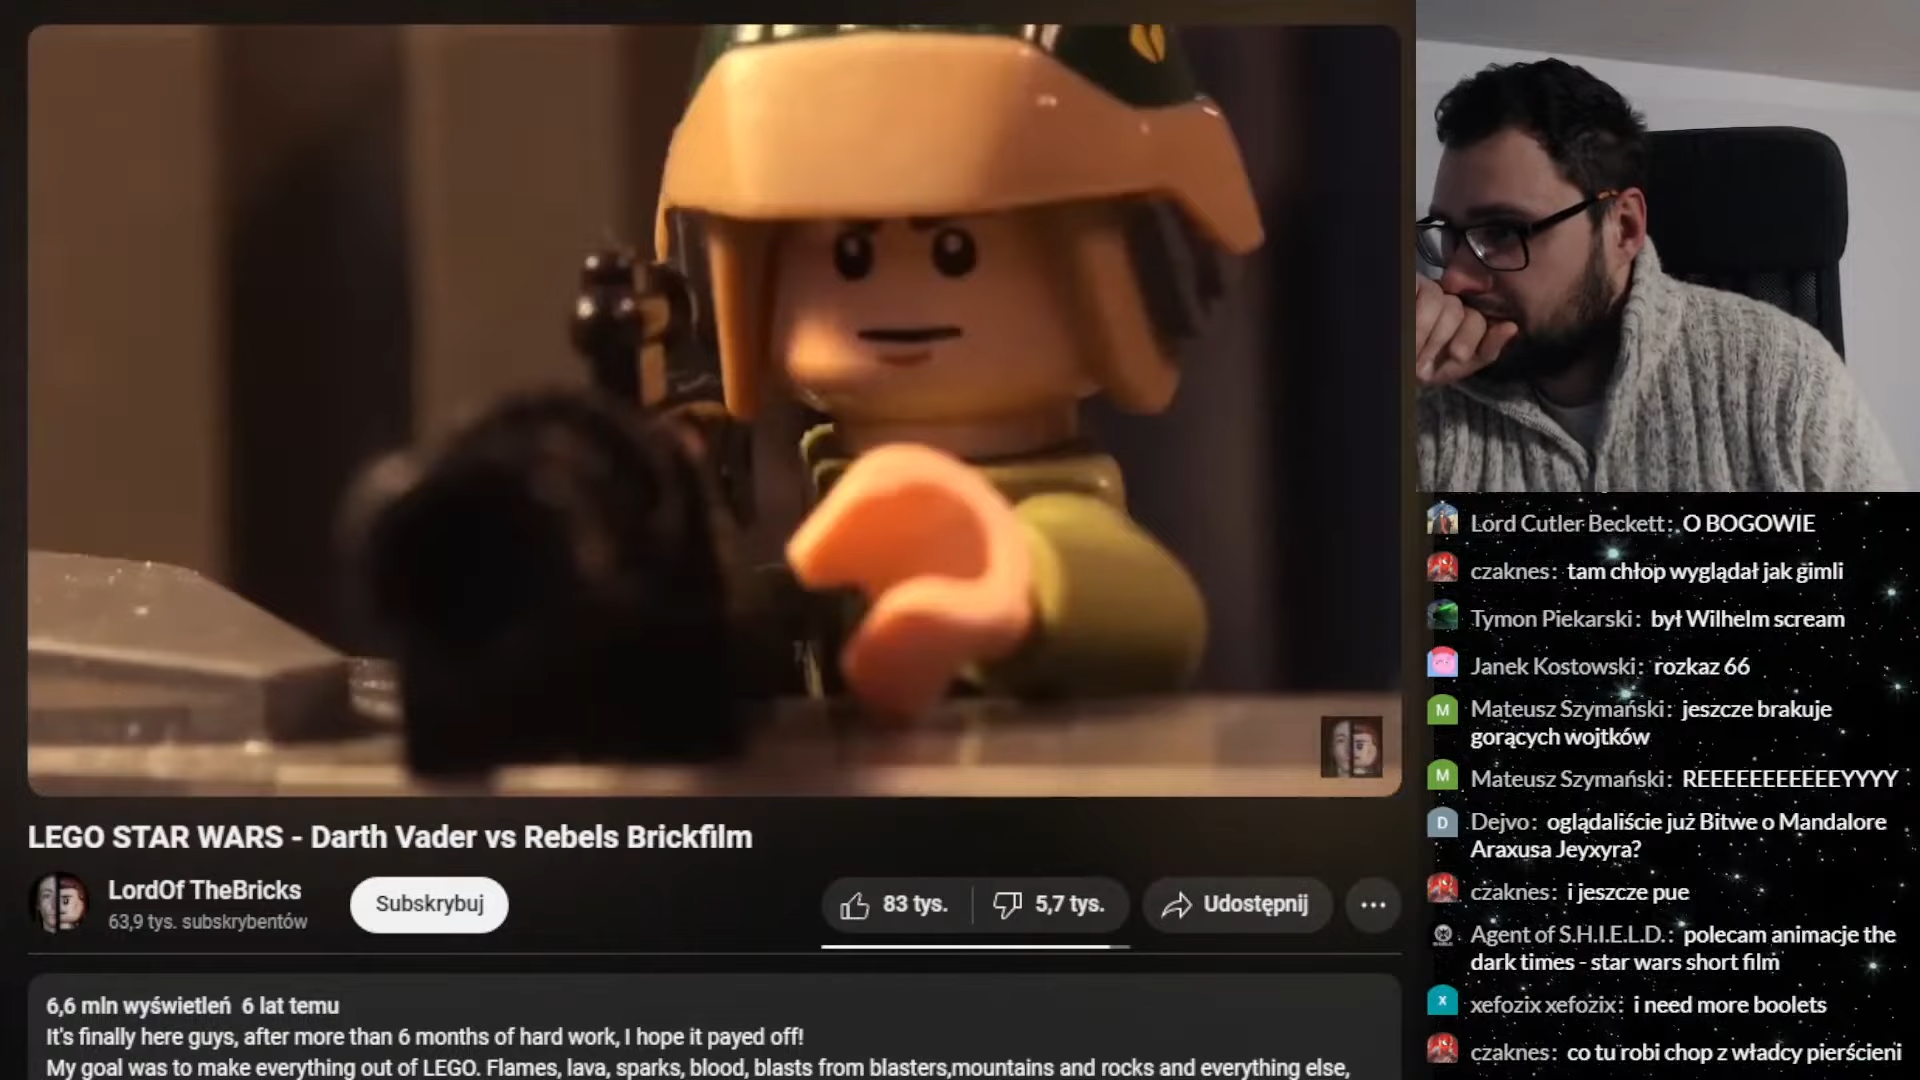 LEGO STAR WARS - Darth Vader vs Rebels Brickfilm
LordOf TheBricks
63,9 tys. subskrybentów
Subskrybuj
83 tys.
5,7 tys.
Udostępnij
6,6 mln wyświetleń 6 lat temu
It's finally here guys, after more than 6 months of hard work, I hope it payed off!
My goal was to make everything out of LEGO. Flames, lava, sparks, blood, blasts from blasters,mountains and rocks and everything else,
Lord Cutler Beckett: O BOGOWIE
czaknes: tam chłop wyglądał jak gimli
Tymon Piekarski: był Wilhelm scream
Janek Kostowski: rozkaz 66
M
Mateusz Szymański: jeszcze brakuje
gorących wojtków
M
Mateusz Szymański: REEEEEEEEEEEYYYY
D
Dejvo: oglądaliście już Bitwe o Mandalore
Araxusa Jeyxyra?
czaknes: i jeszcze pue
Agent of S.H.I.E.L.D.: polecam animacje the
dark times - star wars short film
x
xefozix xefozix: i need more boolets
czaknes: co tu robi chop z władcy pierścieni